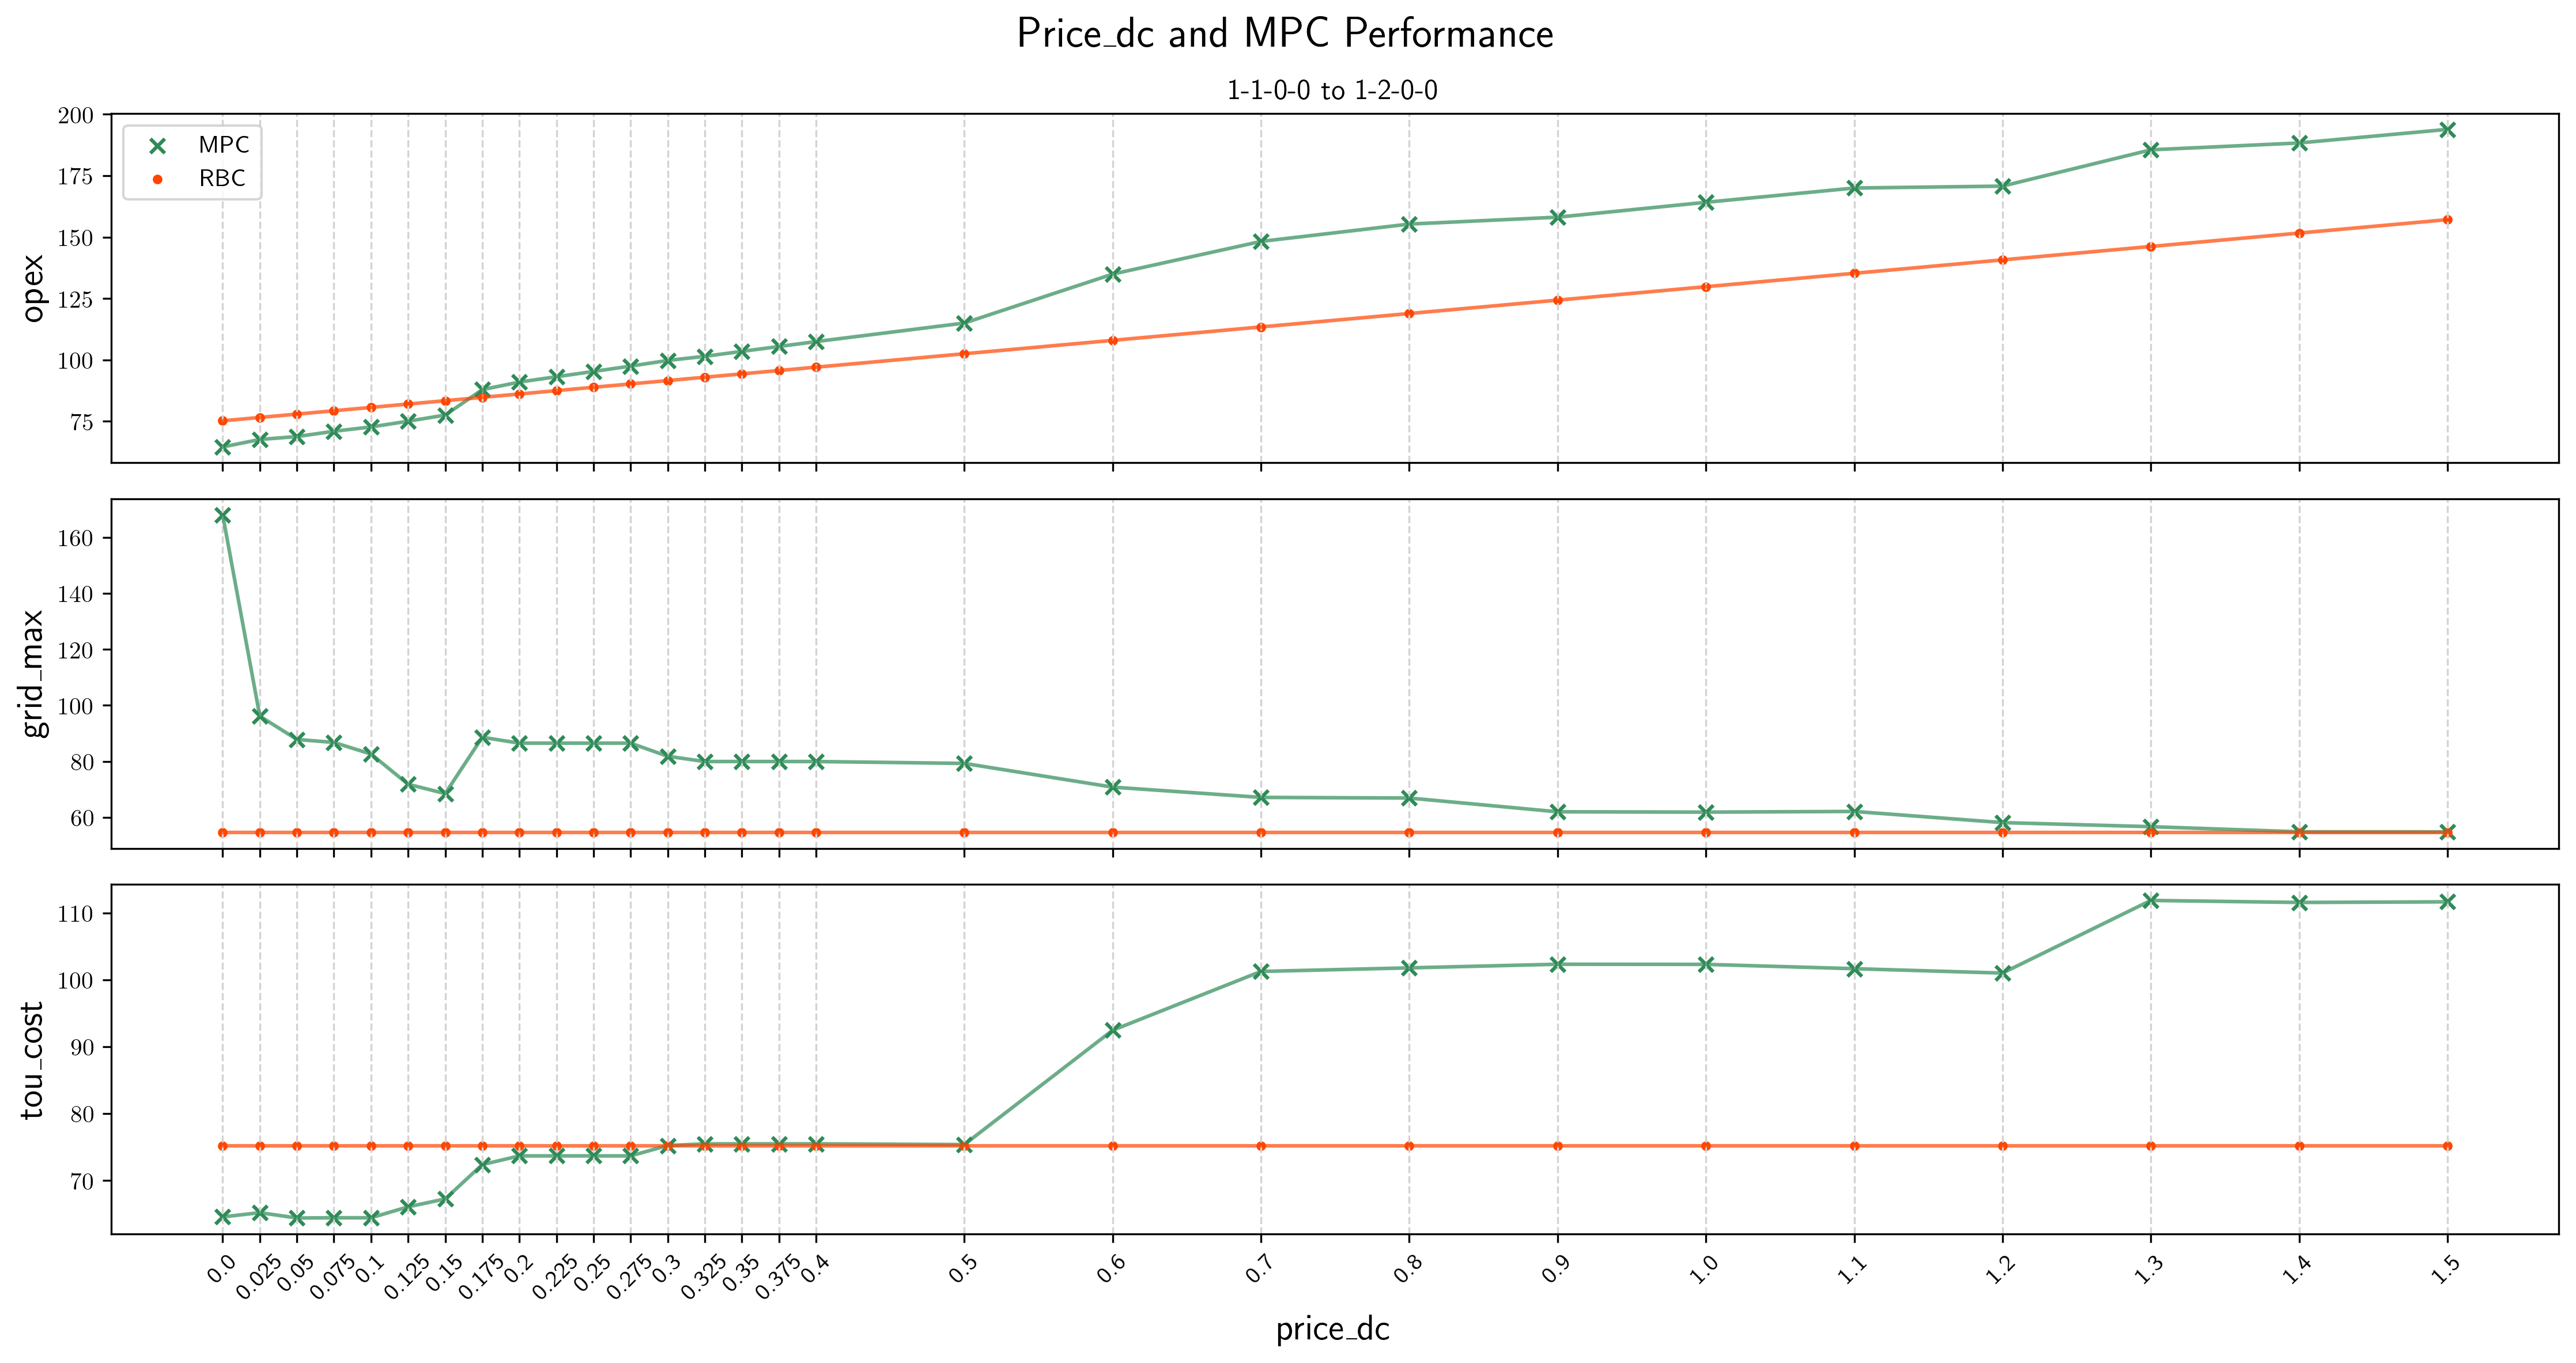 Price_dc and MPC Performance
1-1-0-0 to 1-2-0-0
200
175
150
125
100
75
opex
MPC
RBC
160
140
120
100
80
60
grid_max
110
100
90
80
70
tou_cost
0.0 0.025 0.05 0.075 0.1 0.125 0.15 0.175 0.2 0.225 0.25 0.275 0.3 0.325 0.35 0.375 0.4 0.5 0.6 0.7 0.8 0.9 1.0 1.1 1.2 1.3 1.4 1.5
price_dc